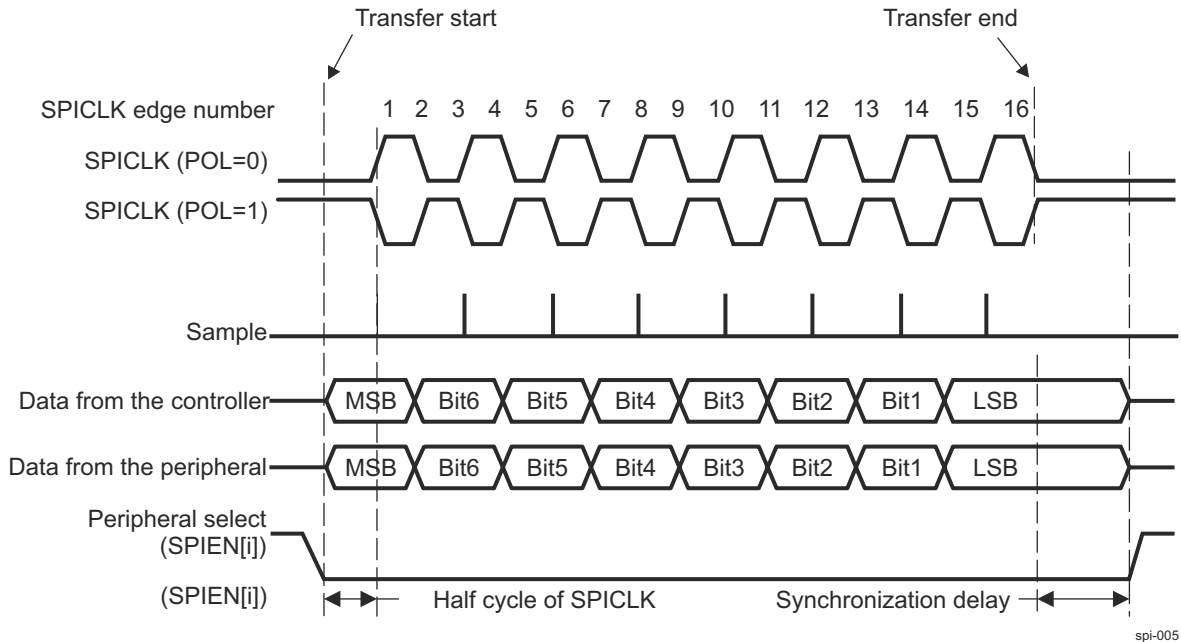 Transfer start
Transfer end
SPICLK edge number 1 2 3 4 5 6 7 8 9 10 11 12 13 14 15 16
SPICLK (POL=0)
SPICLK (POL=1)
Sample
Data from the controller MSB Bit6 Bit5 Bit4 Bit3 Bit2 Bit1 LSB
Data from the peripheral MSB Bit6 Bit5 Bit4 Bit3 Bit2 Bit1 LSB
Peripheral select
(SPIEN[i])
(SPIEN[i]) Half cycle of SPICLK Synchronization delay
spi-005